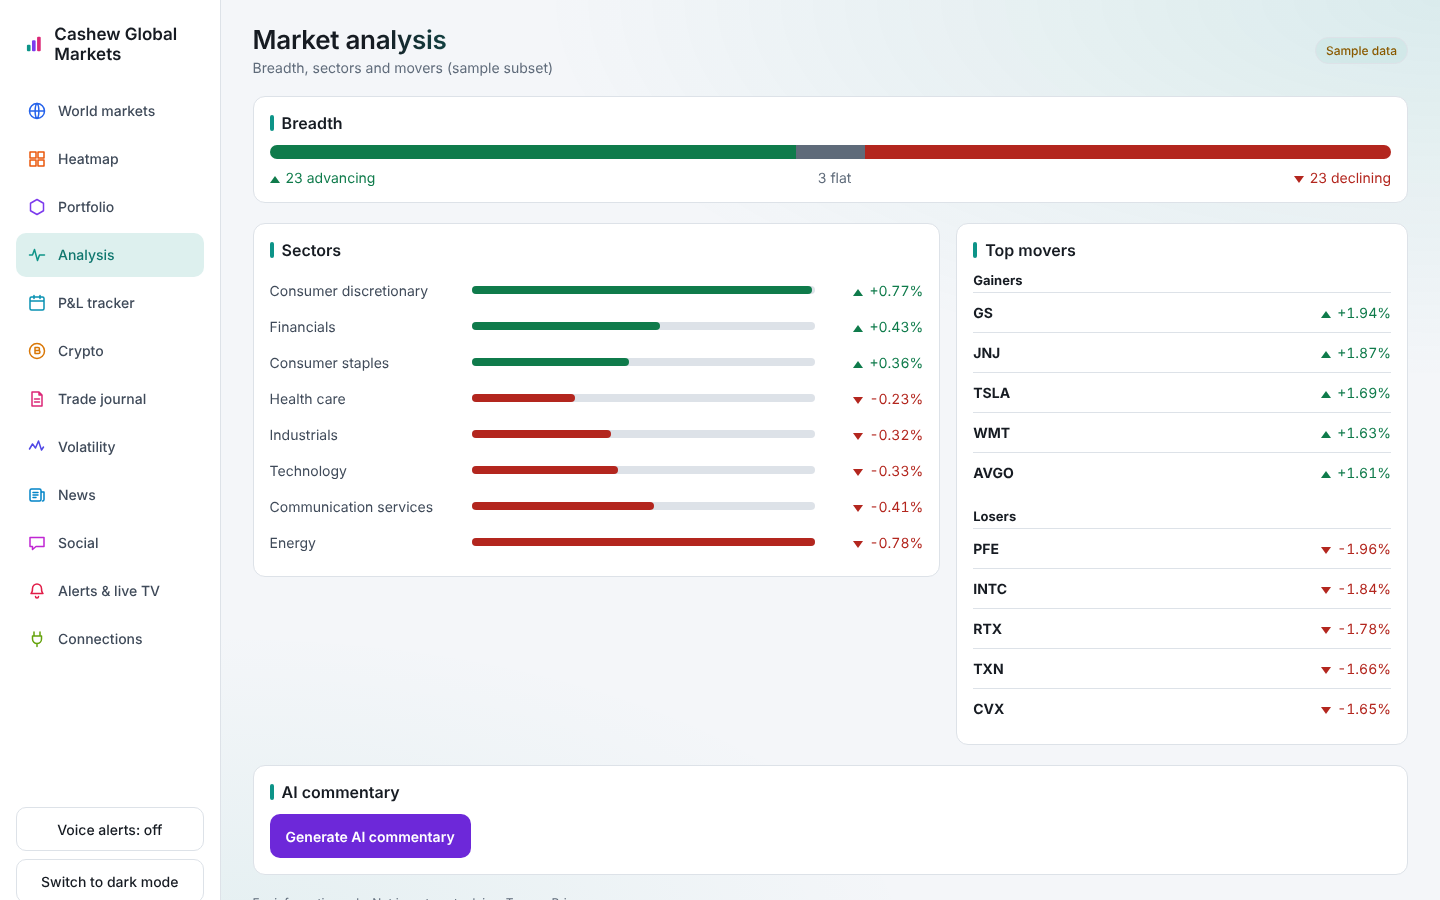 Cashew Global
Markets
World markets
Heatmap
Portfolio
Analysis
P&L tracker
Crypto
Trade journal
Volatility
News
Social
Alerts & live TV
Connections
Voice alerts: off
Switch to dark mode
Market analysis
Breadth, sectors and movers (sample subset)
Sample data
Breadth
23 advancing
3 flat
23 declining
Sectors
Consumer discretionary +0.77%
Financials +0.43%
Consumer staples +0.36%
Health care -0.23%
Industrials -0.32%
Technology -0.33%
Communication services -0.41%
Energy -0.78%
Top movers
Gainers
GS +1.94%
JNJ +1.87%
TSLA +1.69%
WMT +1.63%
AVGO +1.61%
Losers
PFE -1.96%
INTC -1.84%
RTX -1.78%
TXN -1.66%
CVX -1.65%
AI commentary
Generate AI commentary